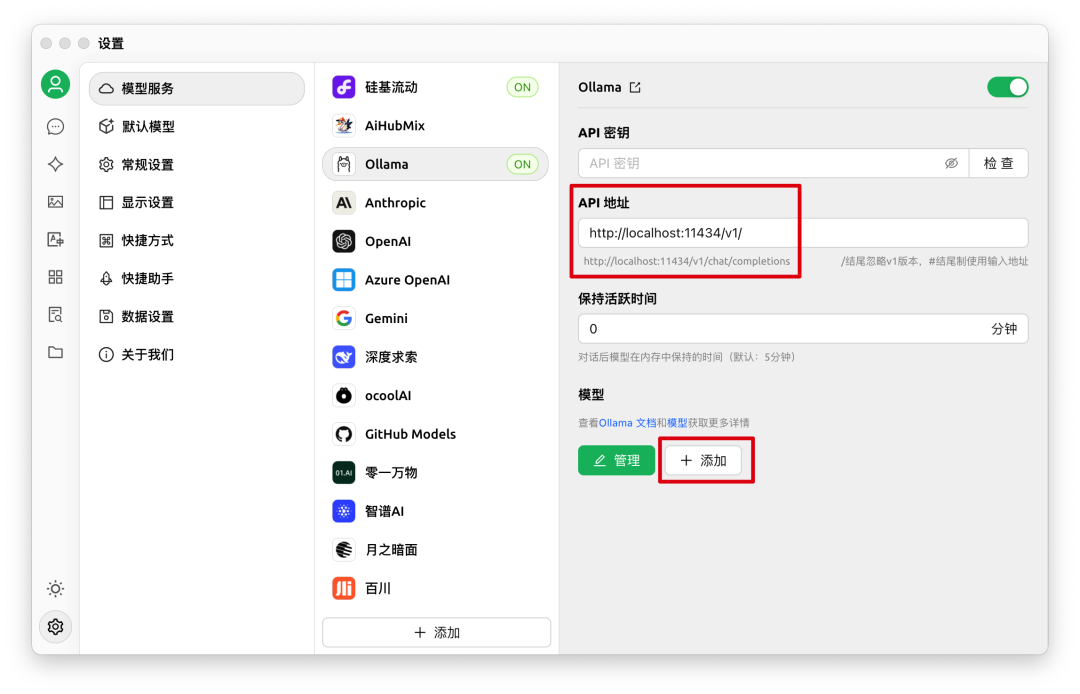 设置
模型服务
默认模型
常规设置
显示设置
快捷方式
快捷助手
数据设置
关于我们
硅基流动 ON
AiHubMix
Ollama ON
Anthropic
OpenAI
Azure OpenAI
Gemini
深度求索
ocoolAI
GitHub Models
01.AI 零一万物
智谱AI
月之暗面
百川
添加
Ollama
API 密钥
API 密钥 检 查
API 地址
http://localhost:11434/v1/
http://localhost:11434/v1/chat/completions /结尾忽略v1版本，#结尾制使用输入地址
保持活跃时间
0 分钟
对话后模型在内存中保持的时间（默认：5分钟）
模型
查看Ollama 文档和模型获取更多详情
管理 添加